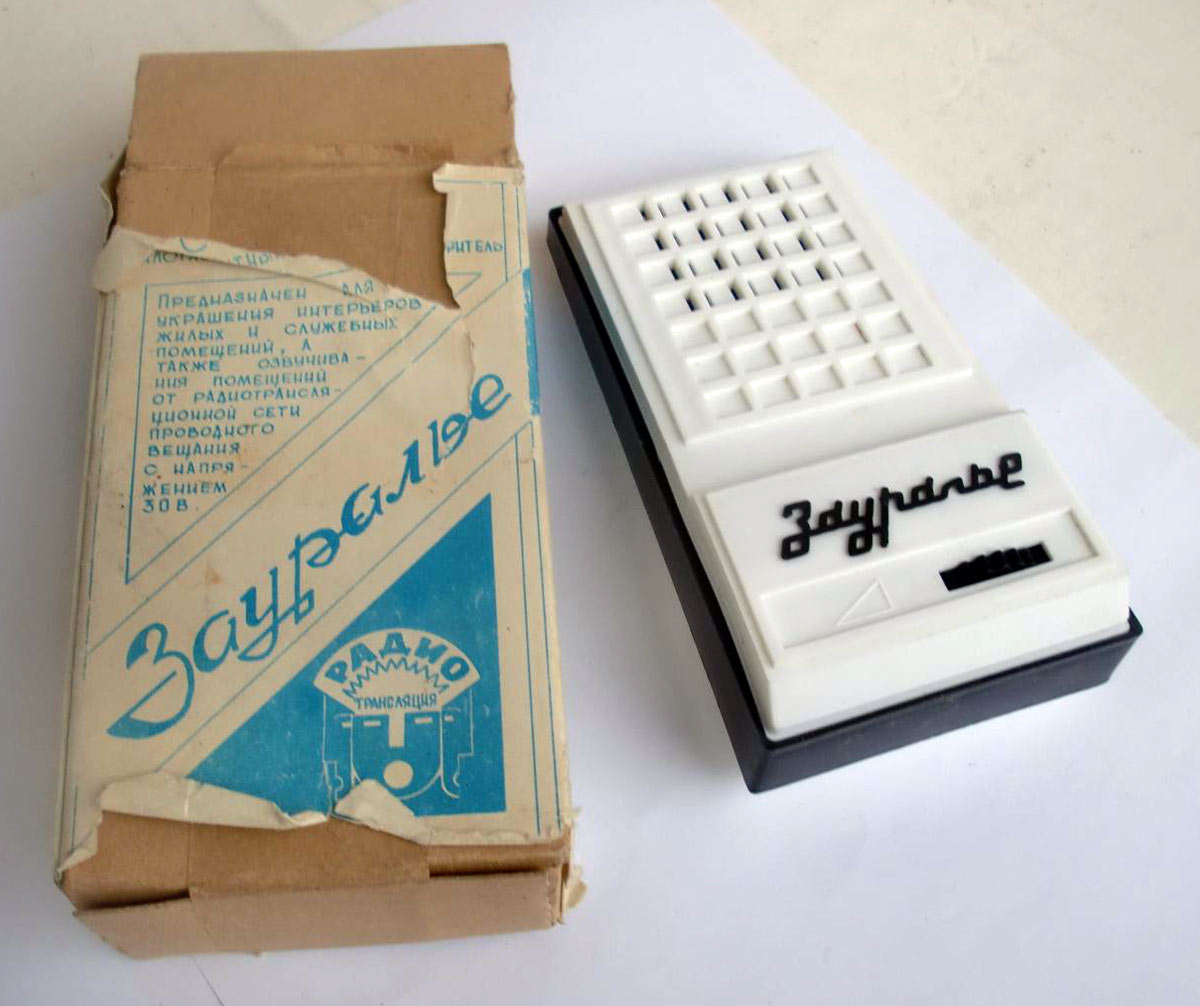 Предназначен для
украшения интерьеров
жилых и служебных
помещений, а
также озвучива-
ния помещений
от радиотрансля-
ционной сети
проводного
вещания
с напря-
жением
30 В.
Зауралье
РАДИО
ТРАНСЛЯЦИЯ
Зауралье